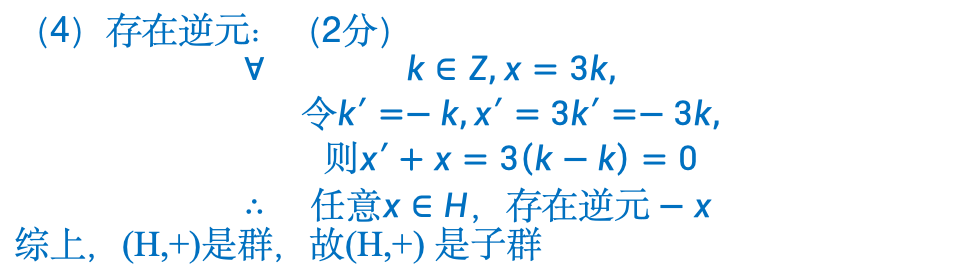 （4）存在逆元：（2分）
∀ k ∈ Z, x = 3k,
令k′ =− k, x′ = 3k′ =− 3k,
则x′ + x = 3(k − k) = 0
∴ 任意x ∈ H，存在逆元 − x
综上，(H,+)是群，故(H,+) 是子群